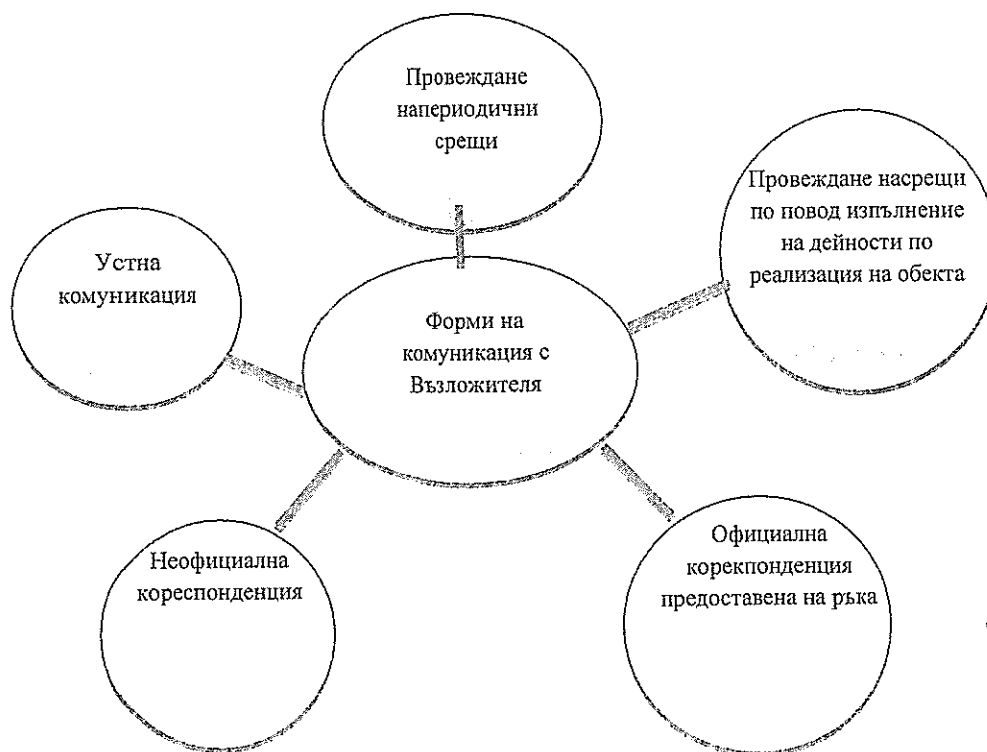 Провеждане
напериодични
срещи
Провеждане насрещи
по повод изпълнение
на дейности по
реализация на обекта
Устна
комуникация
Форми на
комуникация с
Възложителя
Неофициална
кореспонденция
Официална
корекпонденция
предоставена на ръка